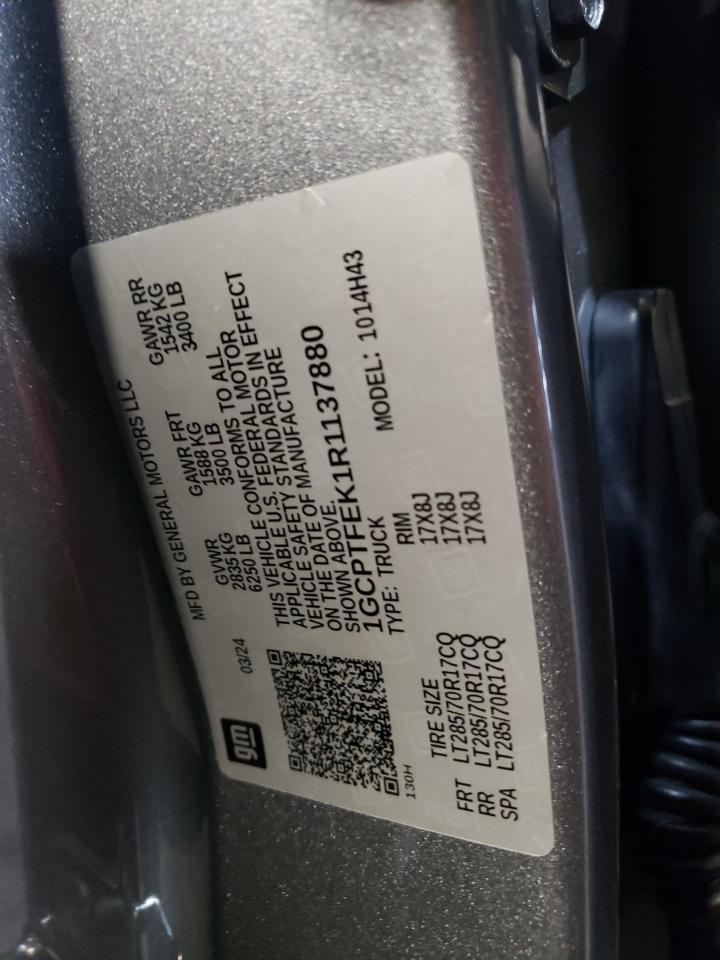 gm
03/24
MFD BY GENERAL MOTORS LLC
GVWR GAWR FRT GAWR RR
2835 KG 1588 KG 1542 KG
6250 LB 3500 LB 3400 LB
THIS VEHICLE CONFORMS TO ALL
APPLICABLE U.S. FEDERAL MOTOR
VEHICLE SAFETY STANDARDS IN EFFECT
ON THE DATE OF MANUFACTURE
SHOWN ABOVE.
1GCPTFEK1R1137880
TYPE: TRUCK MODEL: 1014H43
130H
TIRE SIZE RIM
FRT LT285/70R17CQ 17X8J
RR LT285/70R17CQ 17X8J
SPA LT285/70R17CQ 17X8J